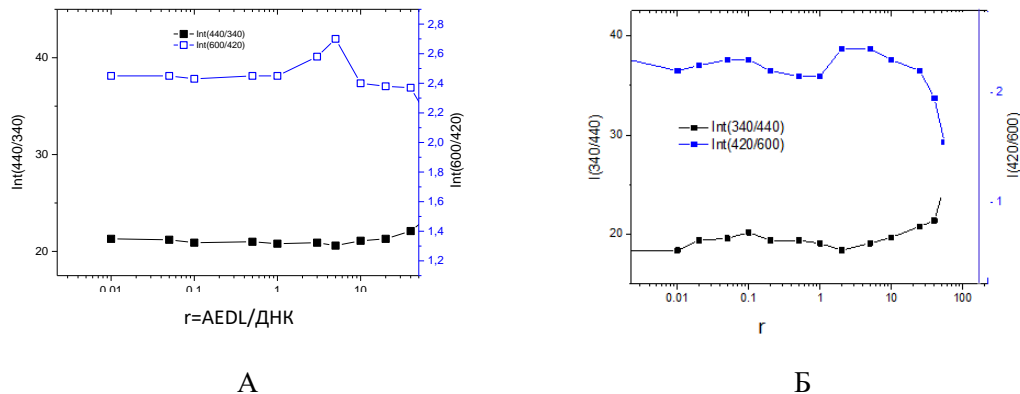 Int(440/340)
Int(600/420)
40
30
20
Int(440/340)
2,8
2,6
2,4
2,2
2,0
1,8
1,6
1,4
1,2
Int(600/420)
0.01
0.1
1
10
r=AEDL/ДНК
А
40
30
20
I(340/440)
Int(340/440)
Int(420/600)
2
1
I(420/600)
0.01
0.1
1
10
100
r
Б